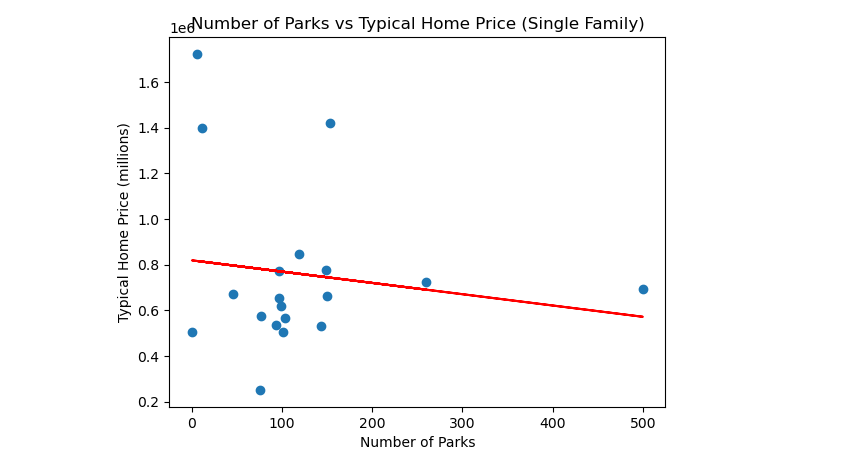 Number of Parks vs Typical Home Price (Single Family)
1e6
Typical Home Price (millions)
1.6
1.4
1.2
1.0
0.8
0.6
0.4
0.2
0 100 200 300 400 500
Number of Parks